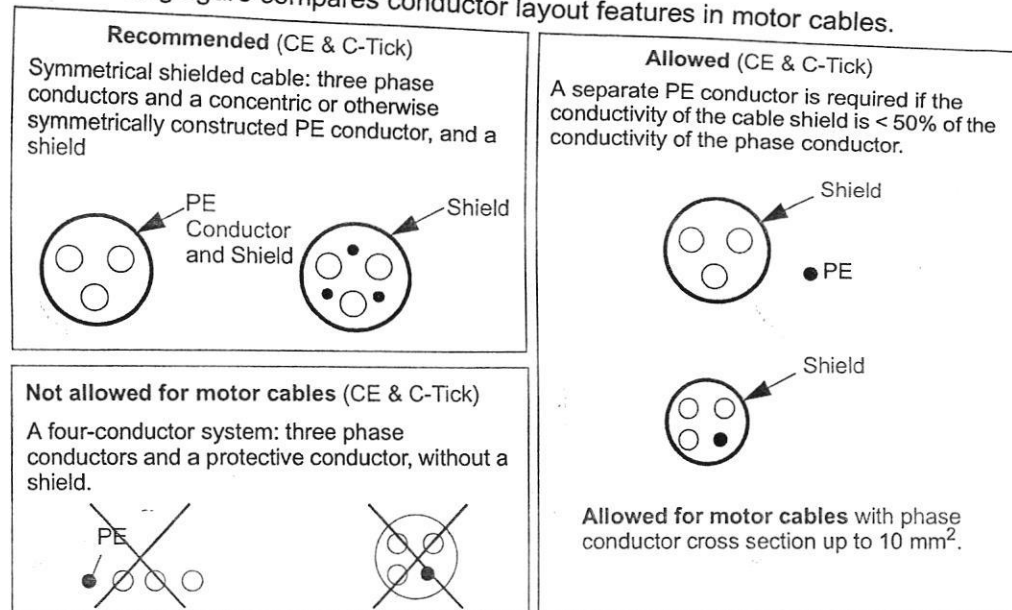 figure compares conductor layout features in motor cables.
Recommended (CE & C-Tick)
Symmetrical shielded cable: three phase
conductors and a concentric or otherwise
symmetrically constructed PE conductor, and a
shield
PE
Conductor
and Shield
Shield
Not allowed for motor cables (CE & C-Tick)
A four-conductor system: three phase
conductors and a protective conductor, without a
shield.
PE
Allowed (CE & C-Tick)
A separate PE conductor is required if the
conductivity of the cable shield is < 50% of the
conductivity of the phase conductor.
Shield
PE
Shield
Allowed for motor cables with phase
conductor cross section up to 10 mm².